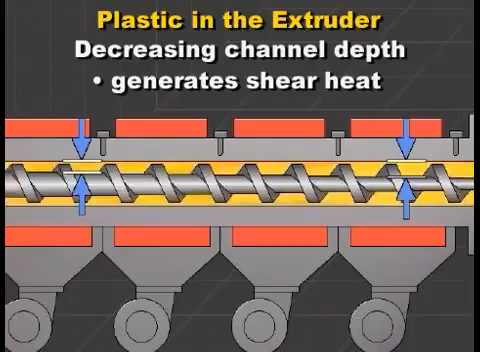 Plastic in the Extruder
Decreasing channel depth
• generates shear heat